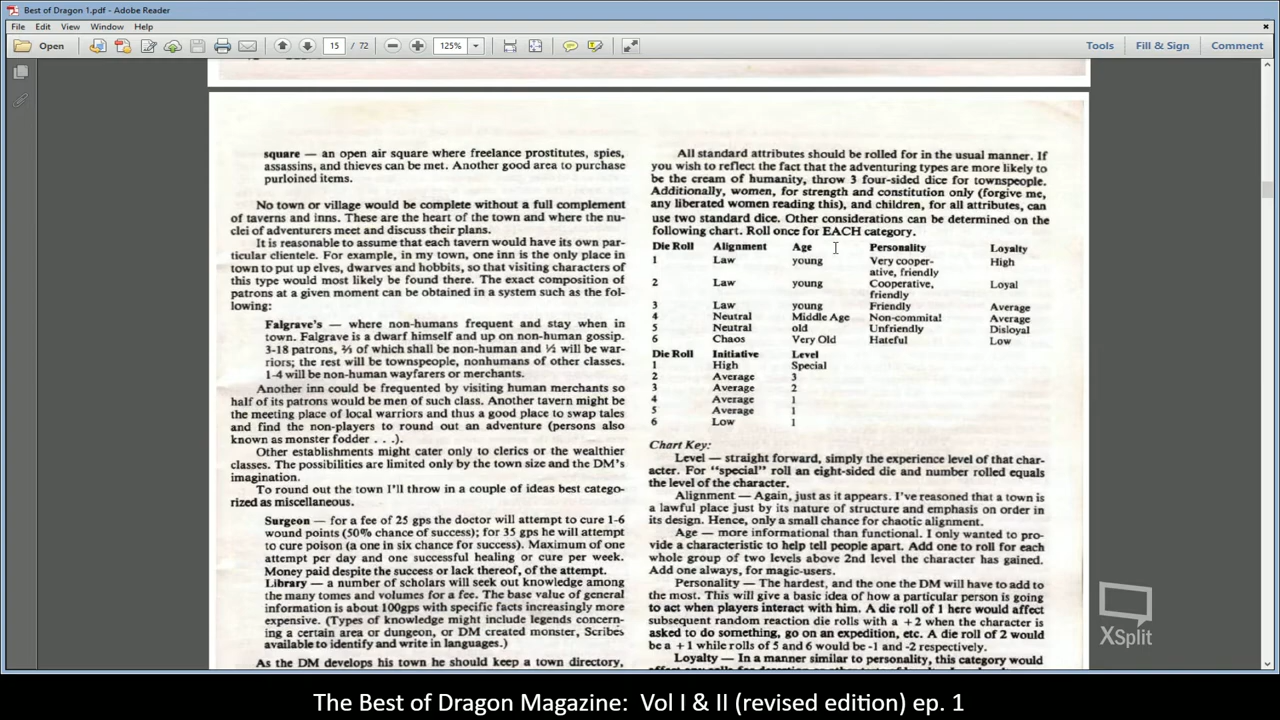 Best of Dragon 1.pdf - Adobe Reader
File Edit View Window Help
Open 15 / 72 125% Tools Fill & Sign Comment
square — an open air square where freelance prostitutes, spies,
assassins, and thieves can be met. Another good area to purchase
purloined items.
No town or village would be complete without a full complement
of taverns and inns. These are the heart of the town and where the nu-
clei of adventurers meet and discuss their plans.
It is reasonable to assume that each tavern would have its own par-
ticular clientele. For example, in my town, one inn is the only place in
town to put up elves, dwarves and hobbits, so that visiting characters of
this type would most likely be found there. The exact composition of
patrons at a given moment can be obtained in a system such as the fol-
lowing:
Falgrave's — where non-humans frequent and stay when in
town. Falgrave is a dwarf himself and up on non-human gossip.
3-18 patrons, ⅔ of which shall be non-human and ½ will be war-
riors; the rest will be townspeople, nonhumans of other classes.
1-4 will be non-human wayfarers or merchants.
Another inn could be frequented by visiting human merchants so
half of its patrons would be men of such class. Another tavern might be
the meeting place of local warriors and thus a good place to swap tales
and find the non-players to round out an adventure (persons also
known as monster fodder . . .).
Other establishments might cater only to clerics or the wealthier
classes. The possibilities are limited only by the town size and the DM's
imagination.
To round out the town I'll throw in a couple of ideas best catego-
rized as miscellaneous.
Surgeon — for a fee of 25 gps the doctor will attempt to cure 1-6
wound points (50% chance of success); for 35 gps he will attempt
to cure poison (a one in six chance for success). Maximum of one
attempt per day and one successful healing or cure per week.
Money paid despite the success or lack thereof, of the attempt.
Library — a number of scholars will seek out knowledge among
the many tomes and volumes for a fee. The base value of general
information is about 100gps with specific facts increasingly more
expensive. (Types of knowledge might include legends concern-
ing a certain area or dungeon, or DM created monster, Scribes
available to identify and write in languages.)
As the DM develops his town he should keep a town directory,
All standard attributes should be rolled for in the usual manner. If
you wish to reflect the fact that the adventuring types are more likely to
be the cream of humanity, throw 3 four-sided dice for townspeople.
Additionally, women, for strength and constitution only (forgive me,
any liberated women reading this), and children, for all attributes, can
use two standard dice. Other considerations can be determined on the
following chart. Roll once for EACH category.
Die Roll Alignment Age Personality Loyalty
1 Law young Very cooper- High
ative, friendly
2 Law young Cooperative, Loyal
friendly
3 Law young Friendly Average
4 Neutral Middle Age Non-commital Average
5 Neutral old Unfriendly Disloyal
6 Chaos Very Old Hateful Low
Die Roll Initiative Level
1 High Special
2 Average 3
3 Average 2
4 Average 1
5 Average 1
6 Low 1
Chart Key:
Level — straight forward, simply the experience level of that char-
acter. For "special" roll an eight-sided die and number rolled equals
the level of the character.
Alignment — Again, just as it appears. I've reasoned that a town is
a lawful place just by its nature of structure and emphasis on order in
its design. Hence, only a small chance for chaotic alignment.
Age — more informational than functional. I only wanted to pro-
vide a characteristic to help tell people apart. Add one to roll for each
whole group of two levels above 2nd level the character has gained.
Add one always, for magic-users.
Personality — The hardest, and the one the DM will have to add to
the most. This will give a basic idea of how a particular person is going
to act when players interact with him. A die roll of 1 here would affect
subsequent random reaction die rolls with a + 2 when the character is
asked to do something, go on an expedition, etc. A die roll of 2 would
be a + 1 while rolls of 5 and 6 would be -1 and -2 respectively.
Loyalty — In a manner similar to personality, this category would
XSplit
The Best of Dragon Magazine: Vol I & II (revised edition) ep. 1